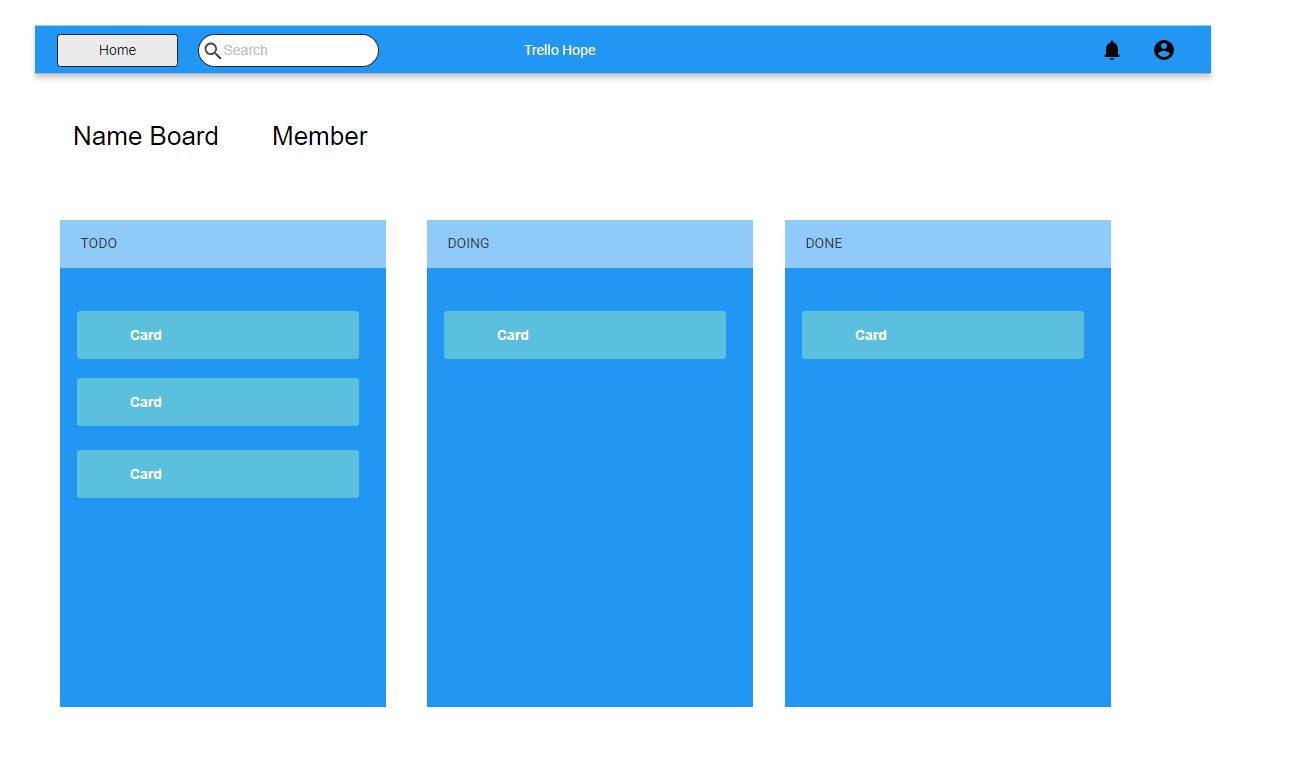 Home Search Trello Hope
Name Board Member
TODO
Card
Card
Card
DOING
Card
DONE
Card